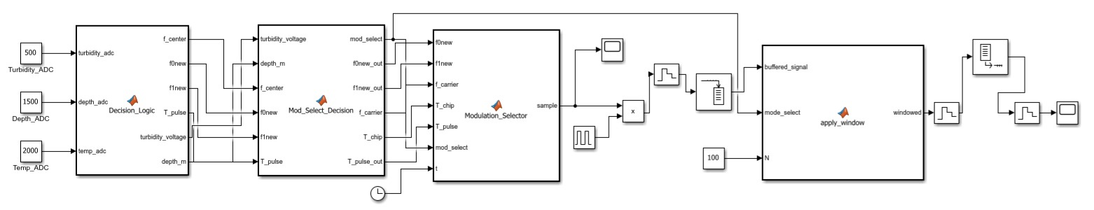 500
Turbidity_ADC
1500
Depth_ADC
2000
Temp_ADC
turbidity_adc
depth_adc
temp_adc
Decision_Logic
f_center
f0new
f1new
T_pulse
turbidity_voltage
depth_m
turbidity_voltage
depth_m
f_center
f0new
f1new
T_pulse
Mod_Select_Decision
mod_select
f0new_out
f1new_out
f_carrier
T_chip
T_pulse_out
f0new
f1new
f_carrier
T_chip
T_pulse
mod_select
t
Modulation_Selector
sample
x
100
buffered_signal
mode_select
N
apply_window
windowed